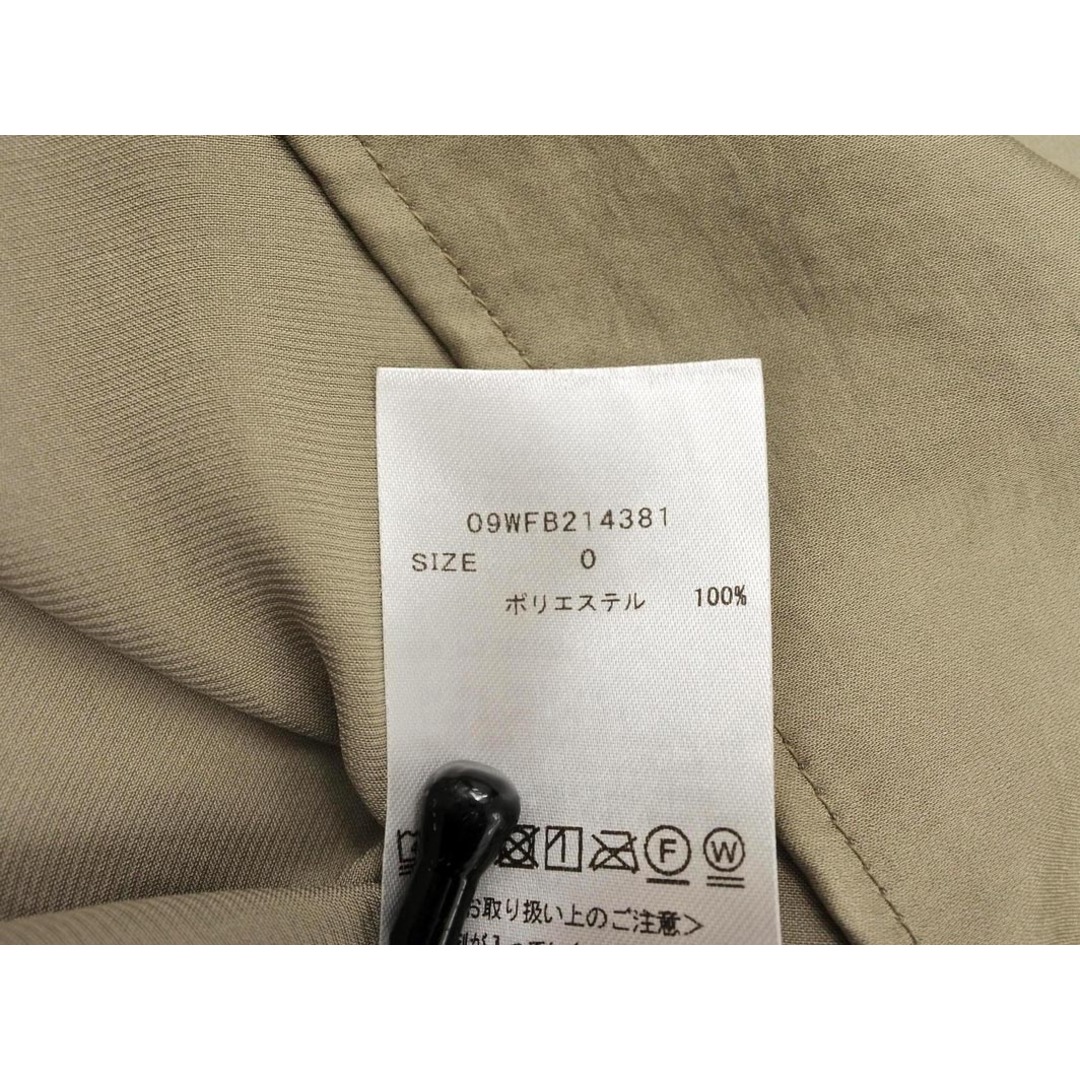 09WFB214381
SIZE 0
ポリエステル 100%
F W
お取り扱い上のご注意>